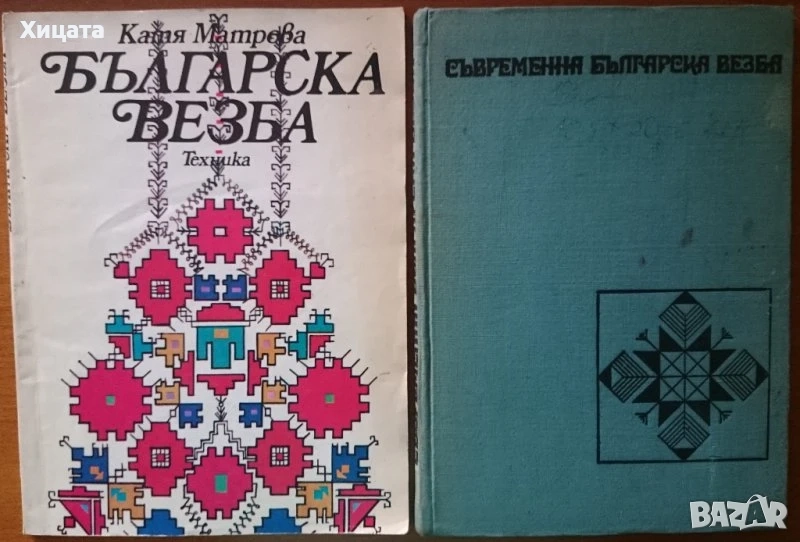 Хицата
Катя Матрова
БЪЛГАРСКА
ВЕЗБА
Техника
СЪВРЕМЕННА БЪЛГАРСКА ВЕЗБА
BAZAR